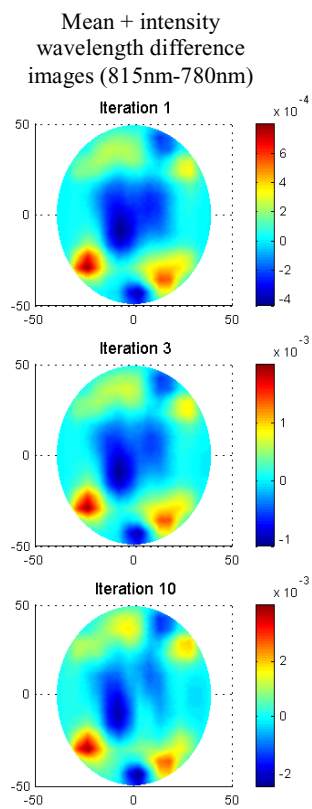 Mean + intensity
wavelength difference
images (815nm-780nm)
Iteration 1
x 10^-4
50
0
-50
-50 0 50
6
4
2
0
-2
-4
Iteration 3
x 10^-3
50
0
-50
-50 0 50
1
0
-1
Iteration 10
x 10^-3
50
0
-50
-50 0 50
2
0
-2